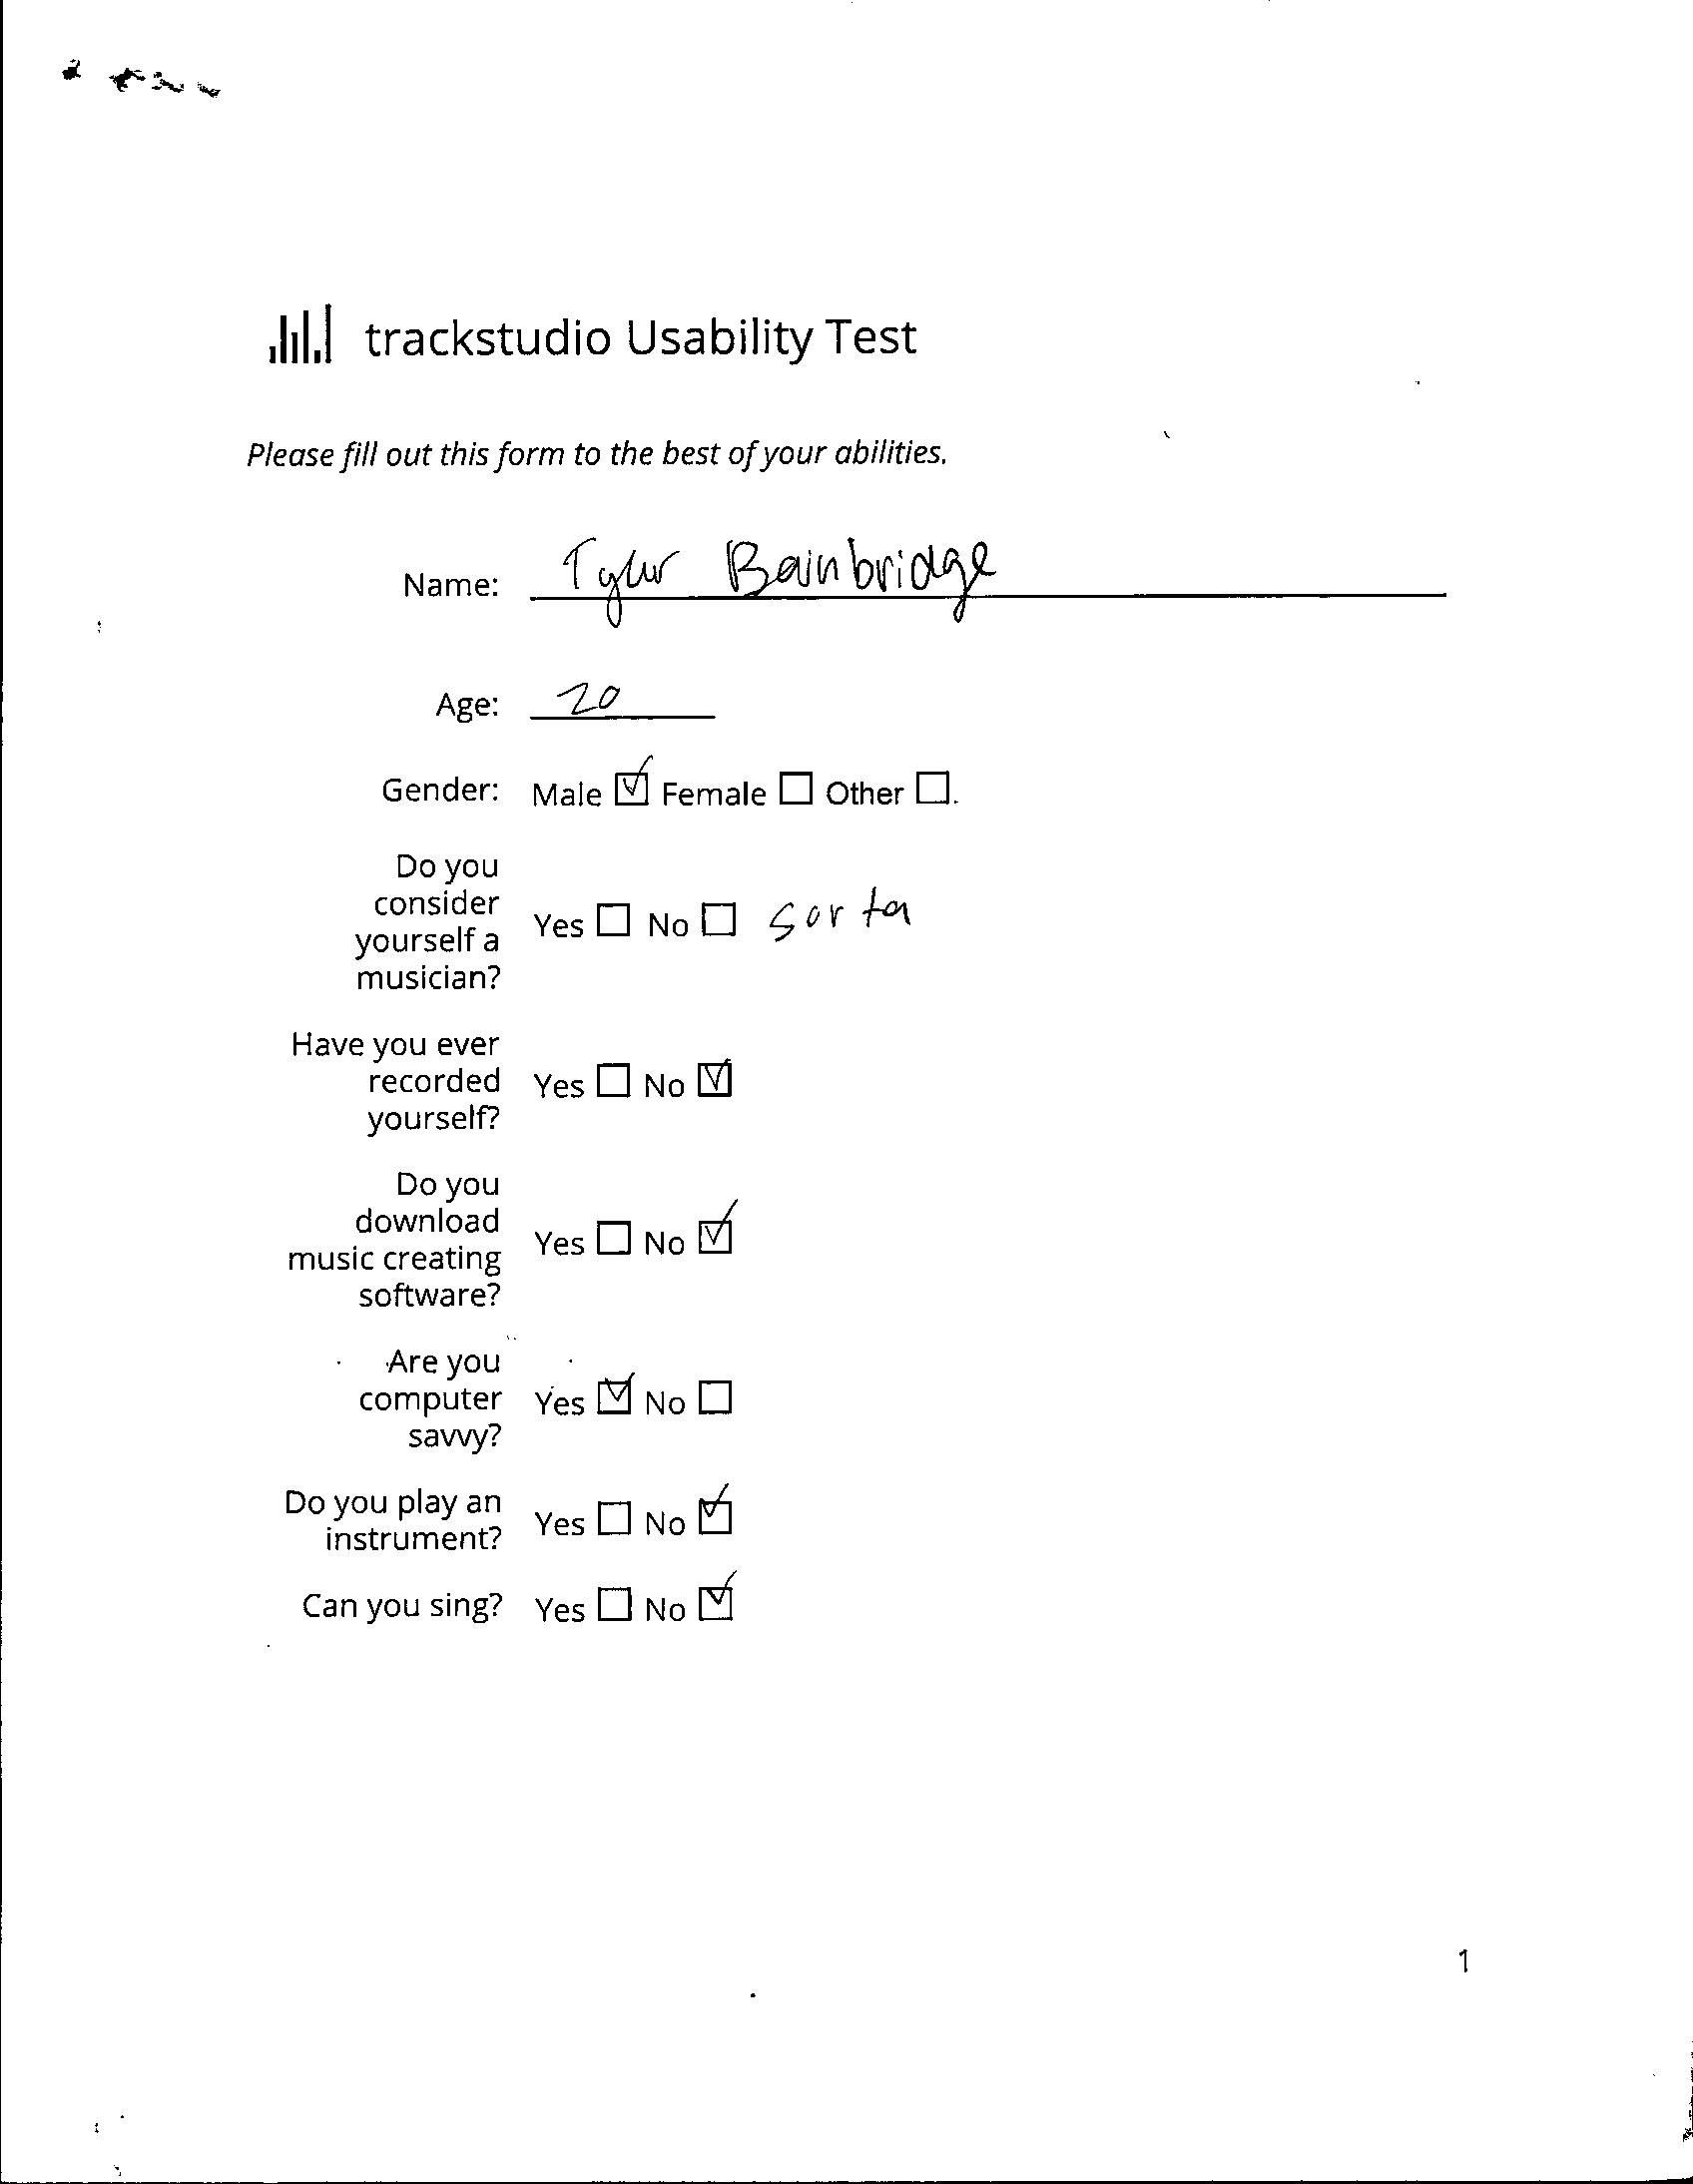 trackstudio Usability Test
Please fill out this form to the best of your abilities.
Name: Tyler Bainbridge
Age: 20
Gender: Male ☑ Female ☐ Other ☐.
Do you
consider
yourself a
musician?
Yes ☐ No ☐ sorta
Have you ever
recorded
yourself?
Yes ☐ No ☑
Do you
download
music creating
software?
Yes ☐ No ☑
Are you
computer
savvy?
Yes ☑ No ☐
Do you play an
instrument?
Yes ☐ No ☑
Can you sing? Yes ☐ No ☑
1